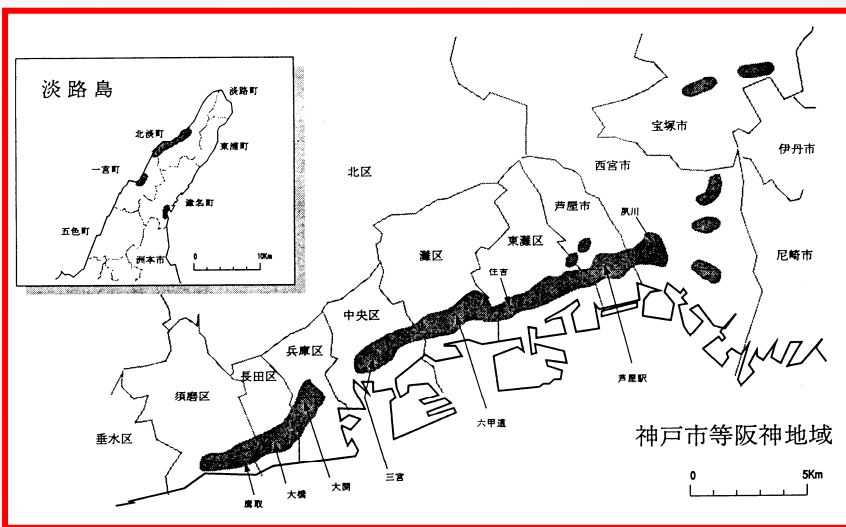 淡路島
淡路町
北淡町
東浦町
一宮町
津名町
五色町
洲本市
0 10Km
宝塚市
伊丹市
西宮市
北区
芦屋市
夙川
東灘区
灘区
住吉
尼崎市
中央区
兵庫区
長田区
須磨区
垂水区
芦屋駅
六甲道
三宮
大開
大橋
鷹取
神戸市等阪神地域
0 5Km